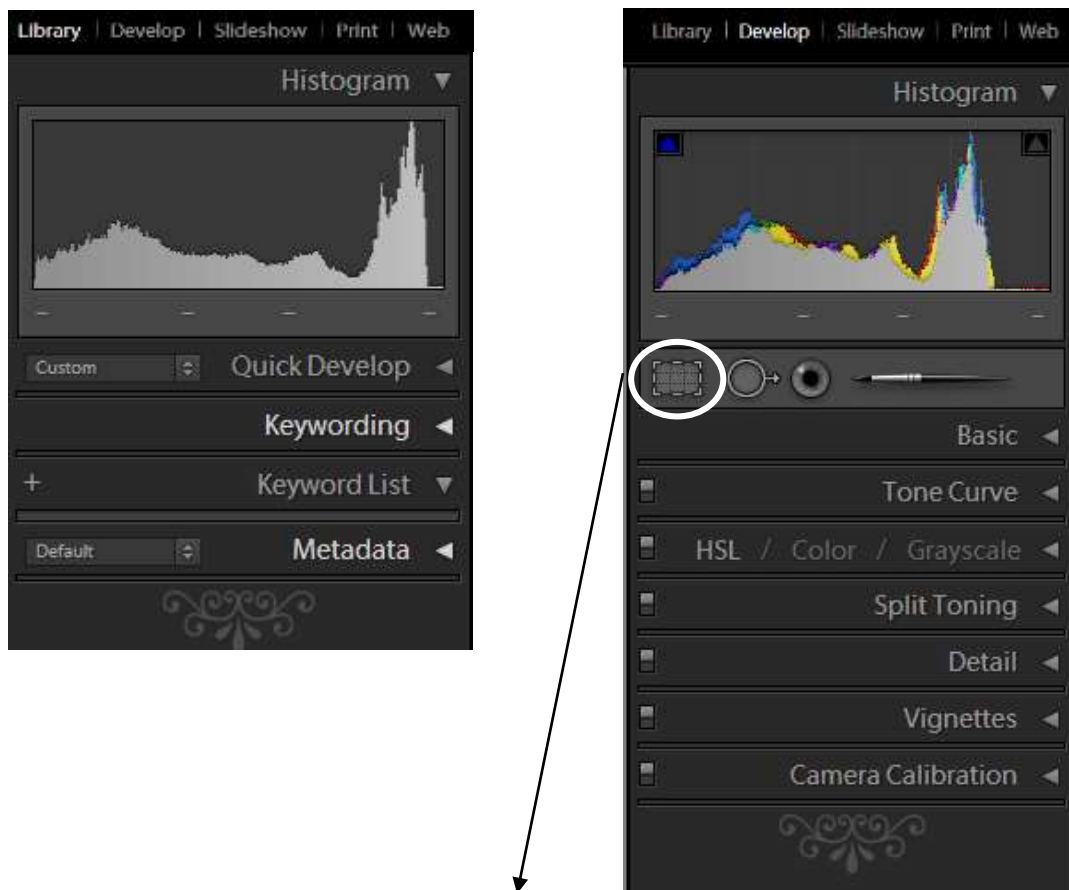 Library | Develop | Slideshow | Print | Web
Histogram
Custom Quick Develop
Keywording
+ Keyword List
Default Metadata
Library | Develop | Slideshow | Print | Web
Histogram
Basic
Tone Curve
HSL / Color / Grayscale
Split Toning
Detail
Vignettes
Camera Calibration